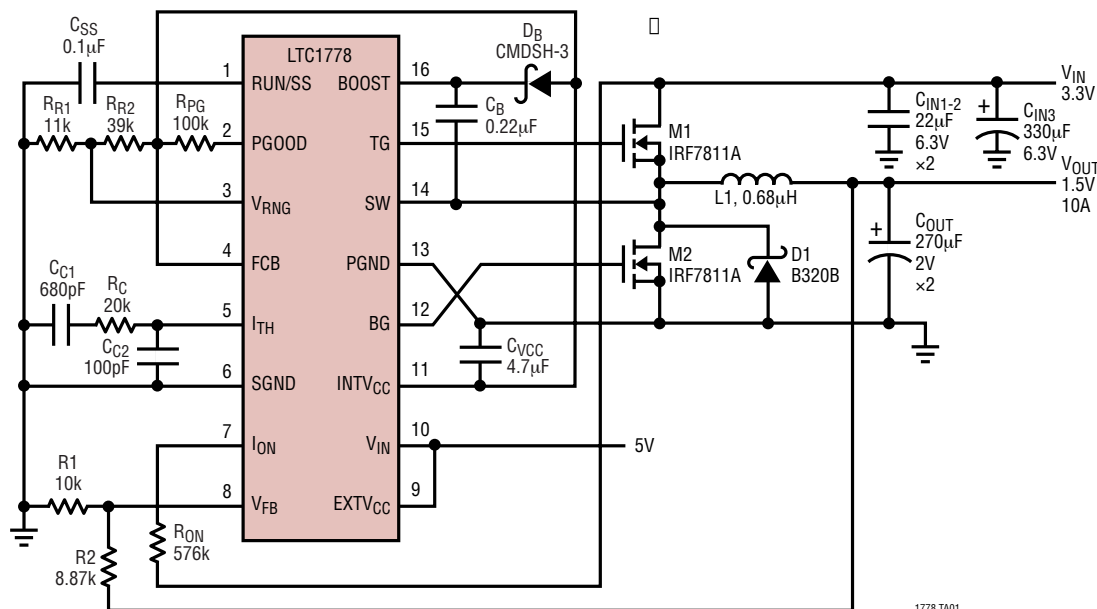 CSS
0.1µF
RR1
11k
RR2
39k
RPG
100k
CC1
680pF
RC
20k
CC2
100pF
R1
10k
R2
8.87k
RON
576k
LTC1778
1
RUN/SS
2
PGOOD
3
VRNG
4
FCB
5
ITH
6
SGND
7
ION
8
VFB
16
BOOST
15
TG
14
SW
13
PGND
12
BG
11
INTVCC
10
VIN
9
EXTVCC
DB
CMDSH-3
CB
0.22µF
CVCC
4.7µF
5V
M1
IRF7811A
M2
IRF7811A
L1, 0.68µH
D1
B320B
CIN1-2
22µF
6.3V
×2
+
CIN3
330µF
6.3V
VIN
3.3V
VOUT
1.5V
10A
+
COUT
270µF
2V
×2
1778 TA01